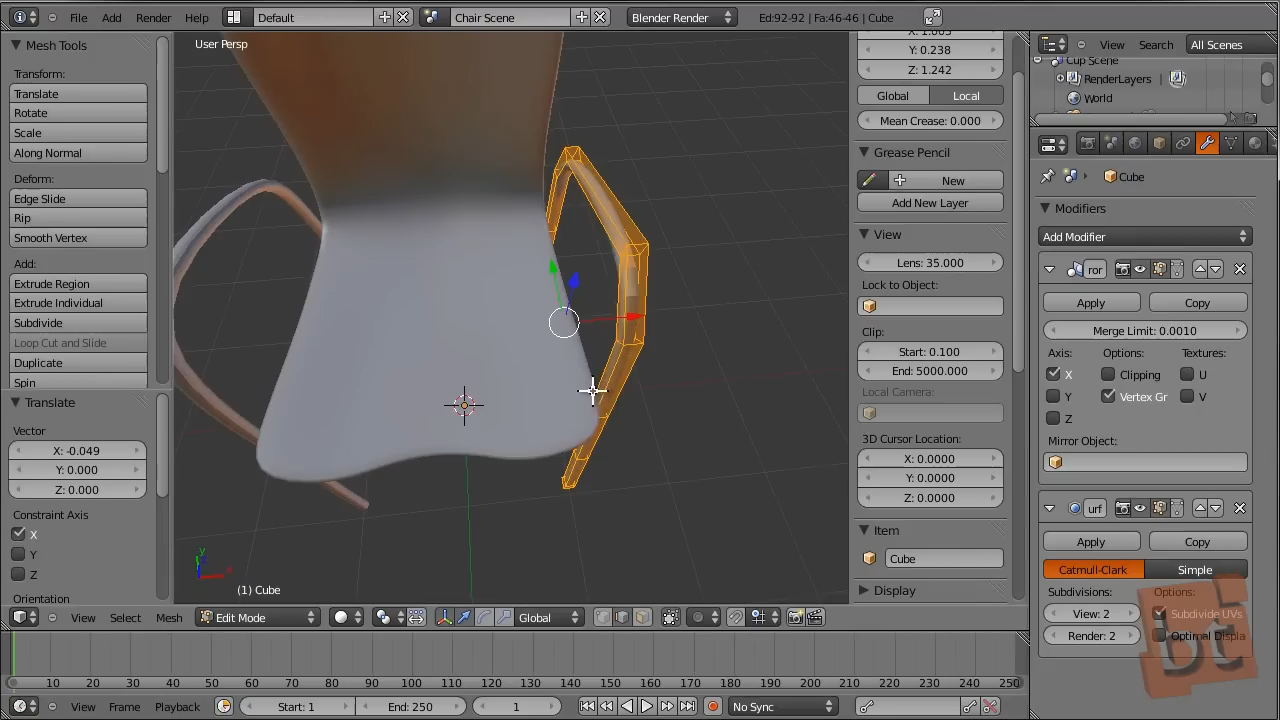 File Add Render Help Default Chair Scene Blender Render Ed:92-92 | Fa:46-46 | Cube
Mesh Tools
Transform:
Translate
Rotate
Scale
Along Normal
Deform:
Edge Slide
Rip
Smooth Vertex
Add:
Extrude Region
Extrude Individual
Subdivide
Loop Cut and Slide
Duplicate
Spin
Translate
Vector
X: -0.049
Y: 0.000
Z: 0.000
Constraint Axis
X
Y
Z
Orientation
User Persp
y
(1) Cube
View Select Mesh Edit Mode Global
Y: 0.238
Z: 1.242
Global Local
Mean Crease: 0.000
Grease Pencil
New
Add New Layer
View
Lens: 35.000
Lock to Object:
Clip:
Start: 0.100
End: 5000.000
Local Camera:
3D Cursor Location:
X: 0.0000
Y: 0.0000
Z: 0.0000
Item
Cube
Display
View Search All Scenes
Cup Scene
RenderLayers
World
Cube
Modifiers
Add Modifier
ror
Apply Copy
Merge Limit: 0.0010
Axis: Options: Textures:
X Clipping U
Y Vertex Gr V
Z
Mirror Object:
urf
Apply Copy
Catmull-Clark Simple
Subdivisions: Options:
View: 2 Subdivide UVs
Render: 2 Optimal Displa
bt
10 20 30 40 50 60 70 80 90 100 110 120 130 140 150 160 170 180 190 200 210 220 230 240 250
View Frame Playback Start: 1 End: 250 1 No Sync